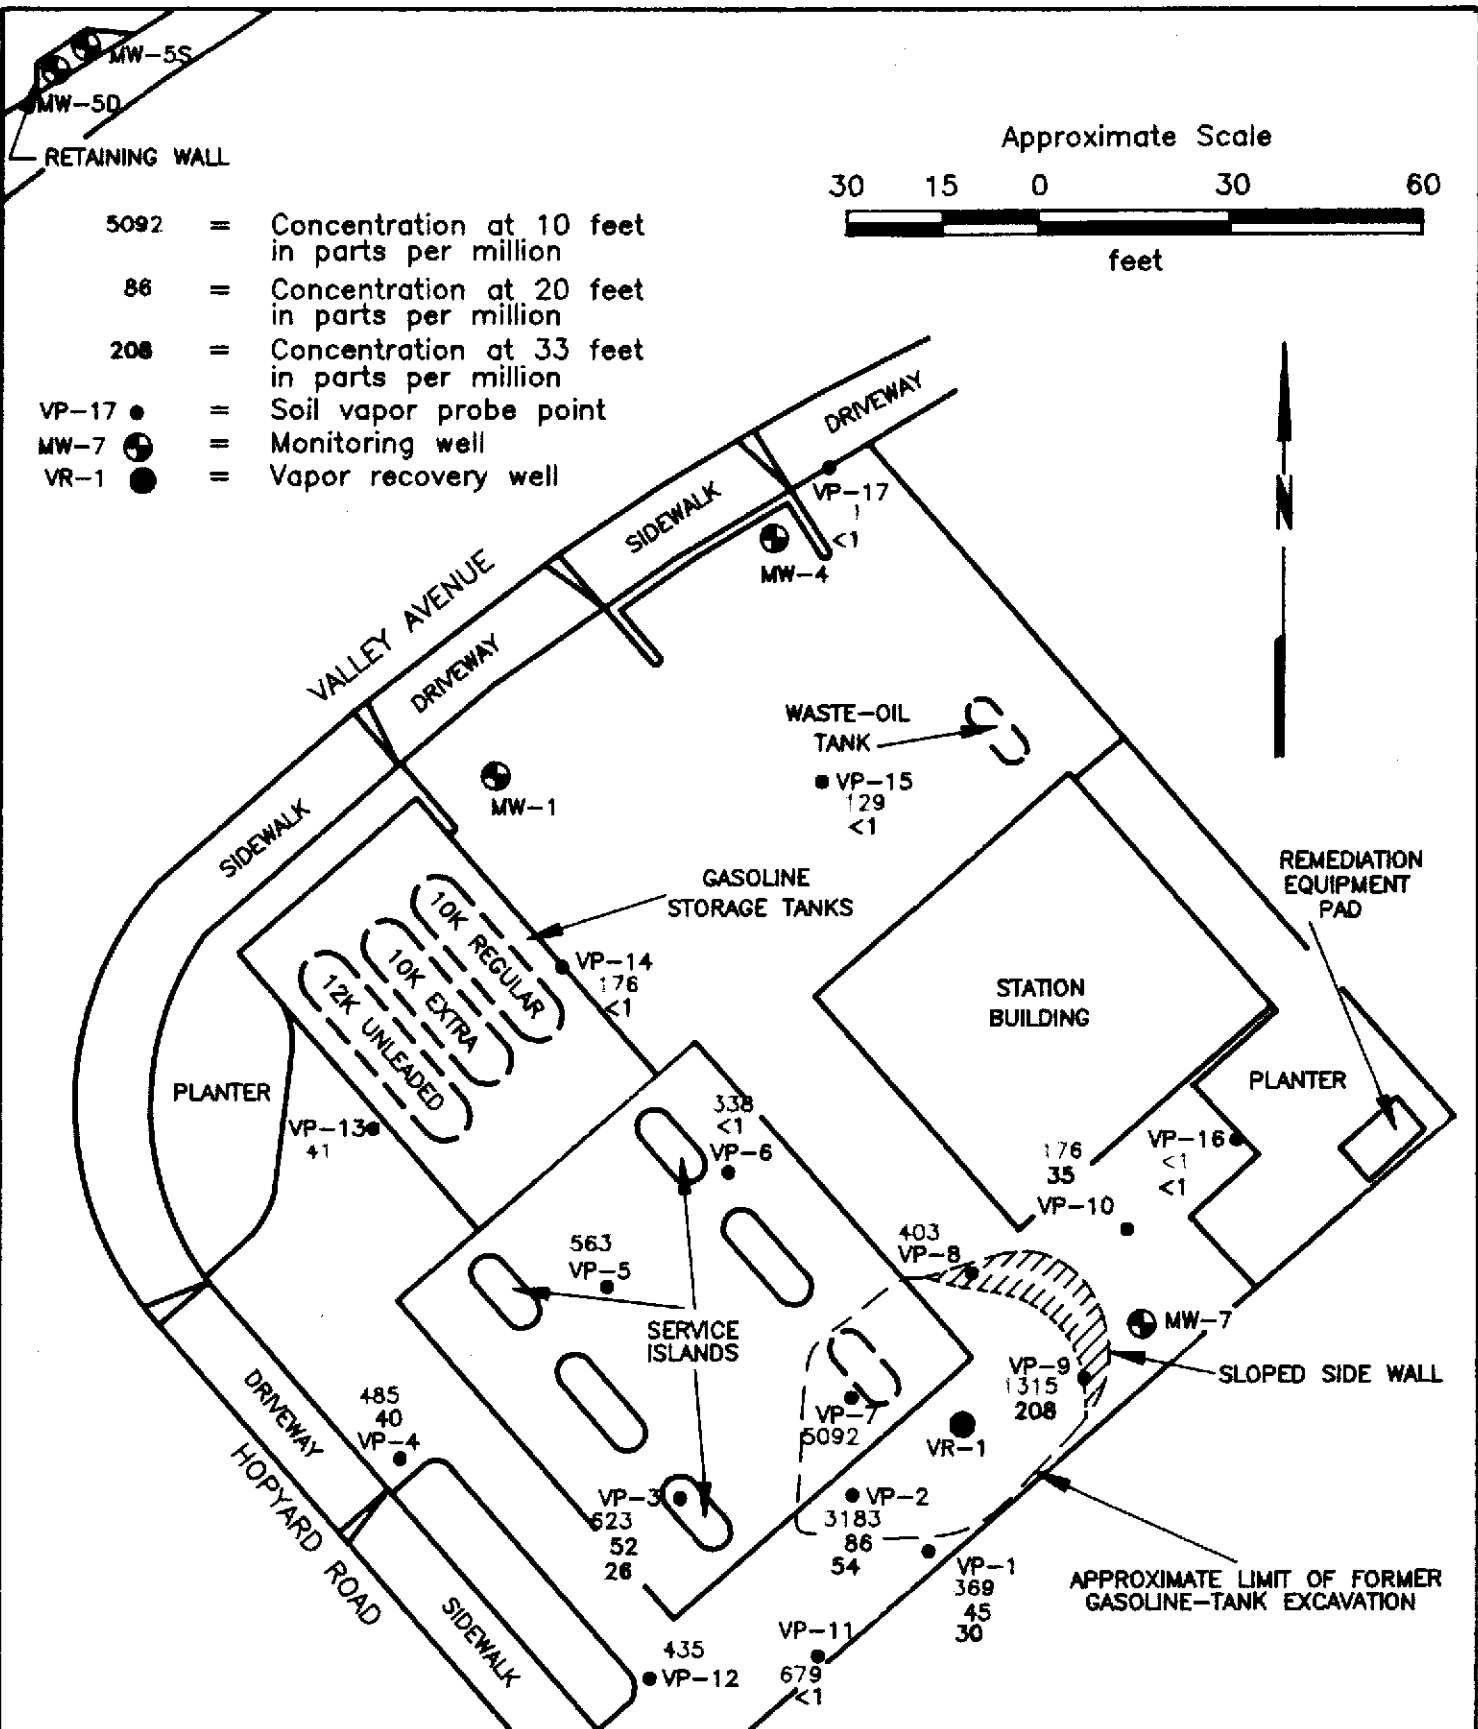 MW-5S
MW-5D
RETAINING WALL
Approximate Scale
30 15 0 30 60
feet
5092 = Concentration at 10 feet
in parts per million
86 = Concentration at 20 feet
in parts per million
208 = Concentration at 33 feet
in parts per million
VP-17 = Soil vapor probe point
MW-7 = Monitoring well
VR-1 = Vapor recovery well
N
DRIVEWAY
VP-17
1
<1
SIDEWALK
MW-4
VALLEY AVENUE
DRIVEWAY
WASTE-OIL
TANK
VP-15
129
<1
MW-1
SIDEWALK
REMEDIATION
EQUIPMENT
PAD
GASOLINE
STORAGE TANKS
10K REGULAR
10K EXTRA
12K UNLEADED
VP-14
176
<1
STATION
BUILDING
PLANTER
PLANTER
VP-13
41
338
<1
VP-6
176
35
VP-10
VP-16
<1
<1
563
VP-5
403
VP-8
SERVICE
ISLANDS
MW-7
SLOPED SIDE WALL
VP-9
1315
208
VP-7
5092
VR-1
DRIVEWAY
485
40
VP-4
HOPYARD ROAD
VP-3
523
52
26
VP-2
3183
86
54
VP-1
369
45
30
APPROXIMATE LIMIT OF FORMER
GASOLINE-TANK EXCAVATION
SIDEWALK
435
VP-12
VP-11
679
<1